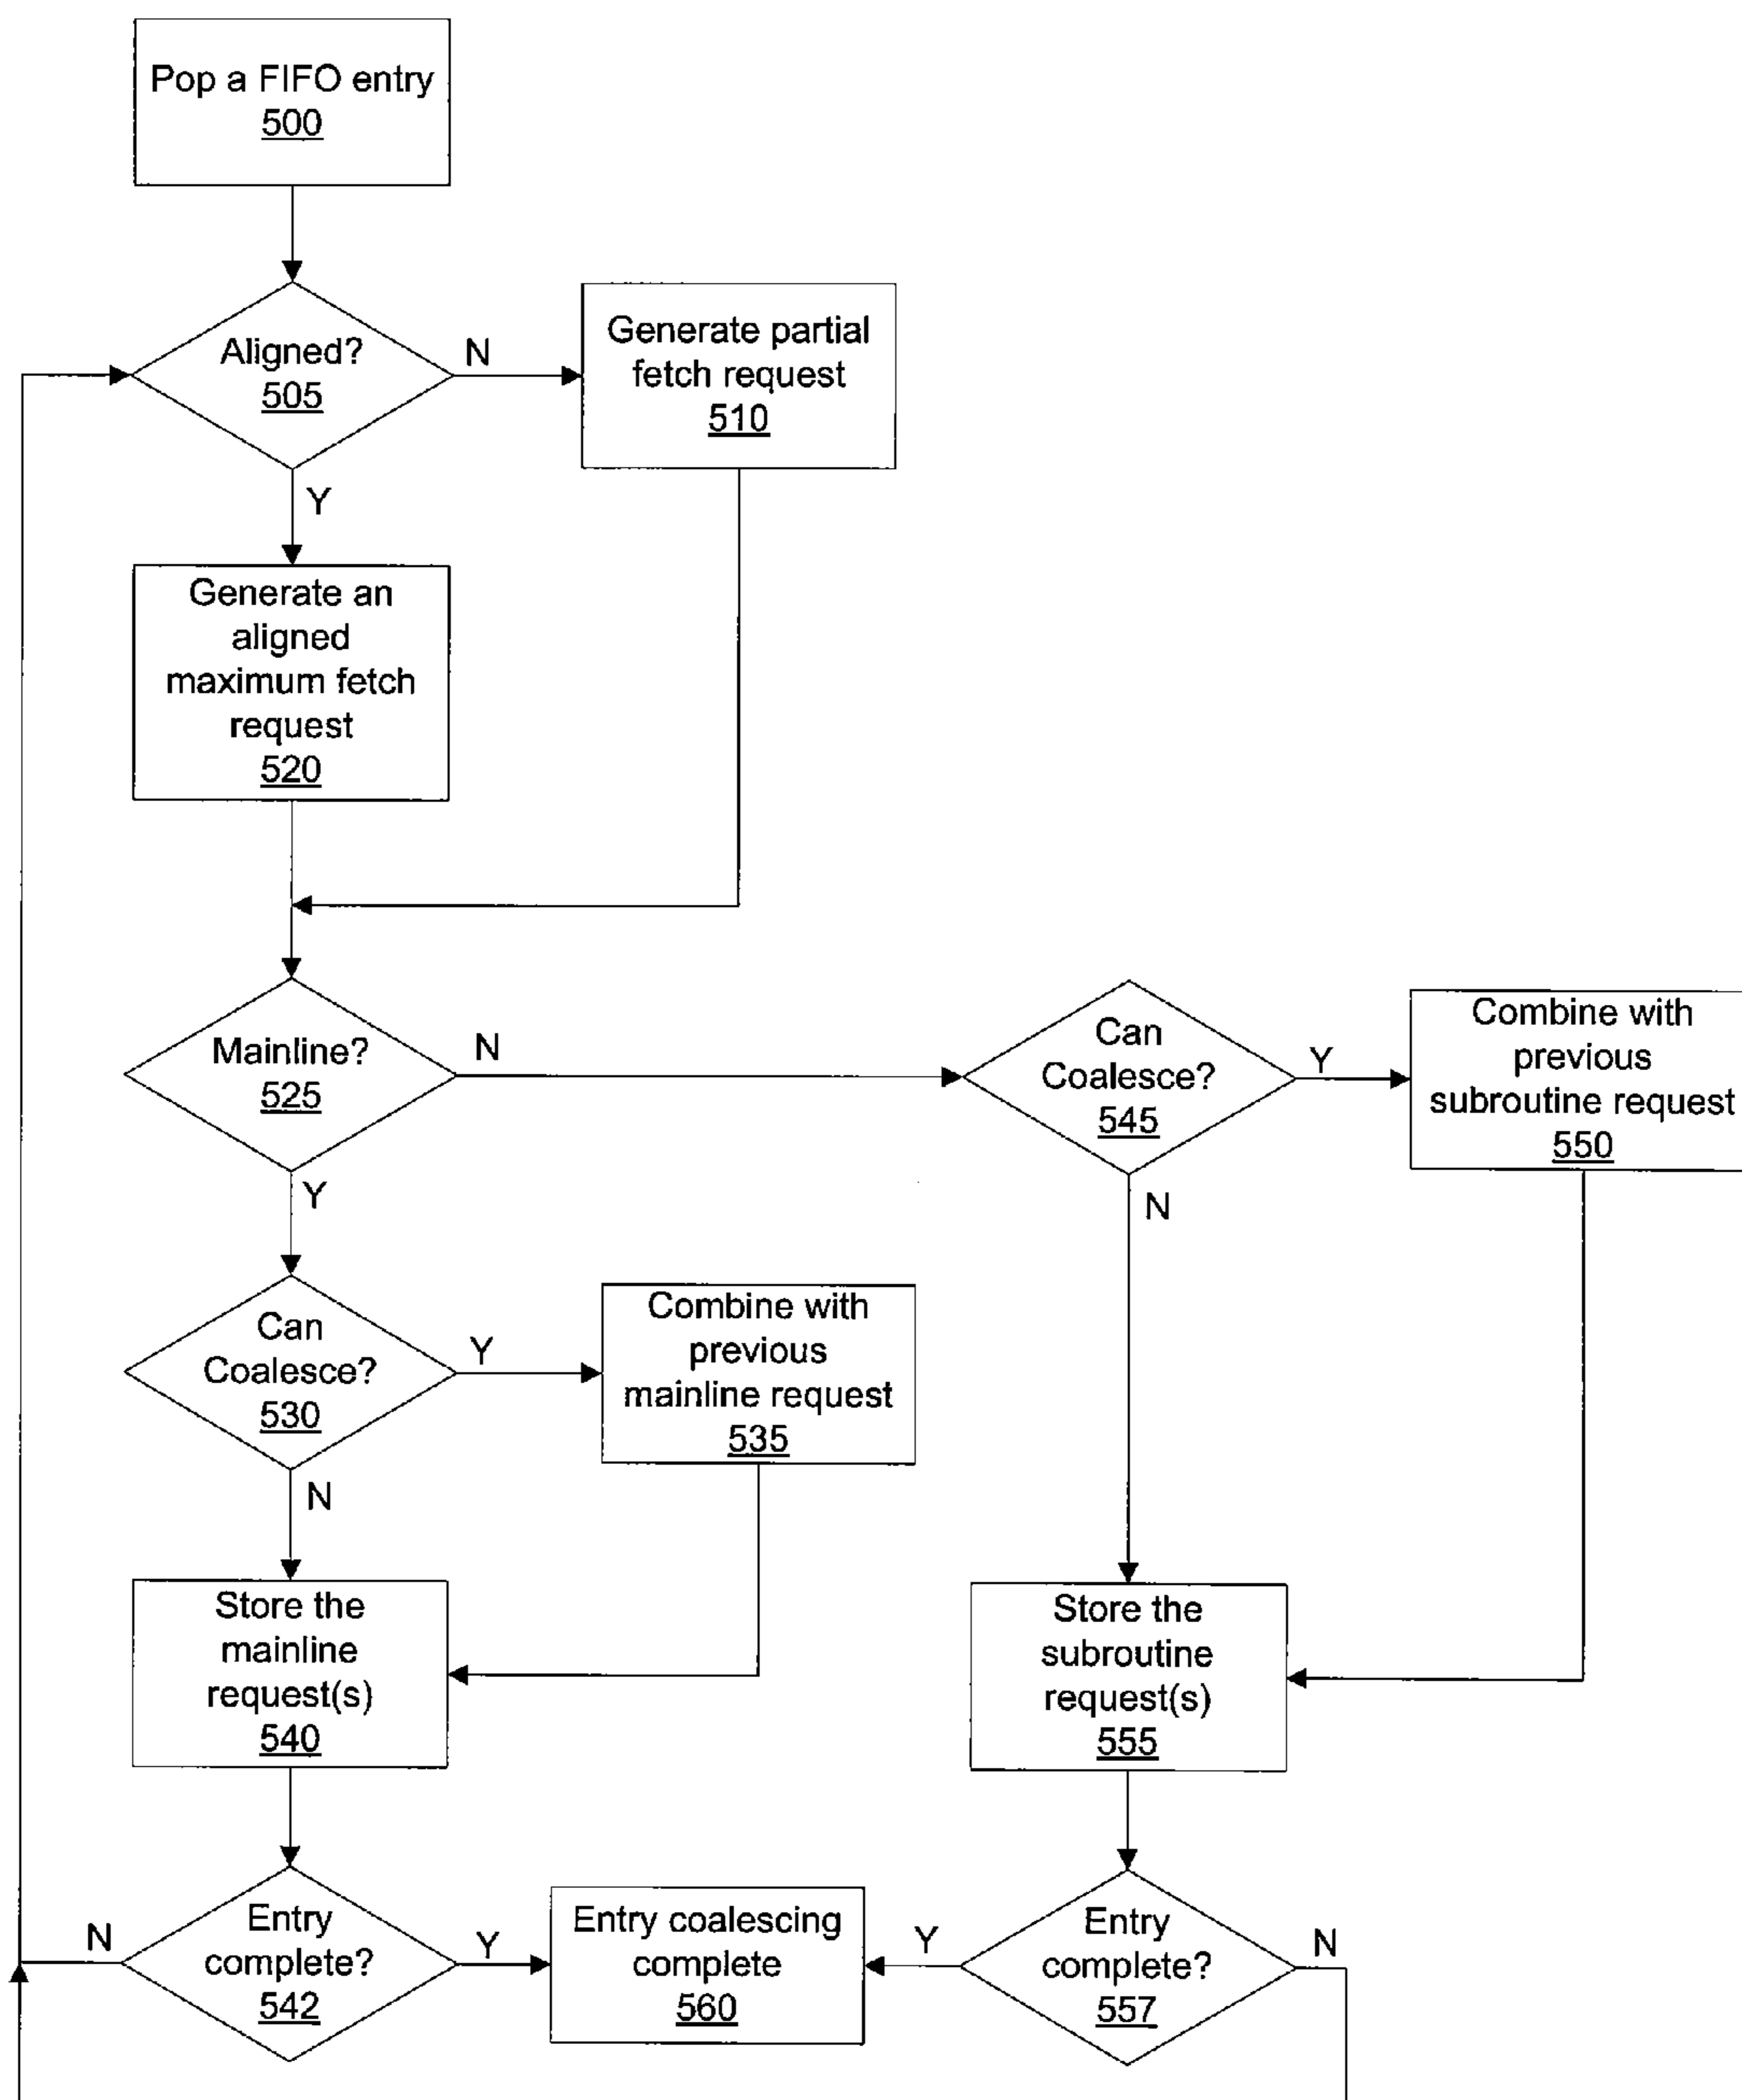 Pop a FIFO entry
500
Aligned?
505
N
Generate partial
fetch request
510
Y
Generate an
aligned
maximum fetch
request
520
Mainline?
525
N
Can
Coalesce?
545
Y
Combine with
previous
subroutine request
550
Y
N
Can
Coalesce?
530
Y
Combine with
previous
mainline request
535
N
Store the
mainline
request(s)
540
Store the
subroutine
request(s)
555
N
Entry
complete?
542
Y
Entry coalescing
complete
560
Y
Entry
complete?
557
N